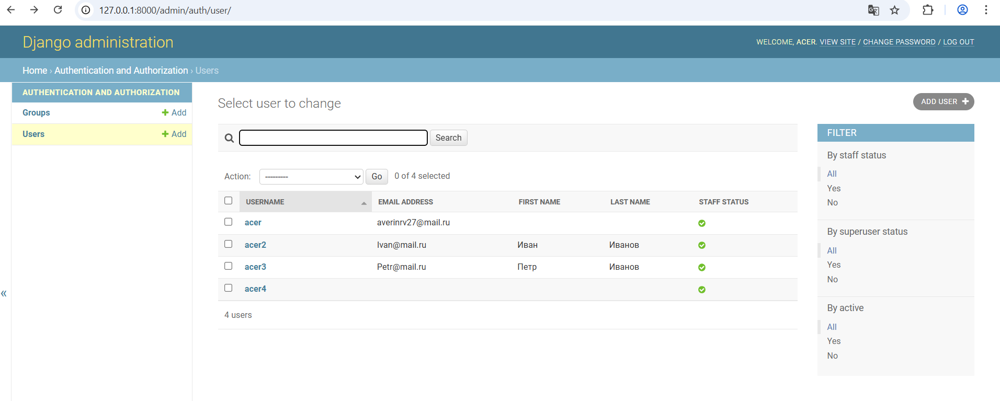 127.0.0.1:8000/admin/auth/user/
Django administration
WELCOME, ACER. VIEW SITE / CHANGE PASSWORD / LOG OUT
Home › Authentication and Authorization › Users
AUTHENTICATION AND AUTHORIZATION
Groups + Add
Users + Add
«
Select user to change
ADD USER +
Search
Action: --------- Go 0 of 4 selected
USERNAME EMAIL ADDRESS FIRST NAME LAST NAME STAFF STATUS
acer averinrv27@mail.ru
acer2 Ivan@mail.ru Иван Иванов
acer3 Petr@mail.ru Петр Иванов
acer4
4 users
FILTER
By staff status
All
Yes
No
By superuser status
All
Yes
No
By active
All
Yes
No